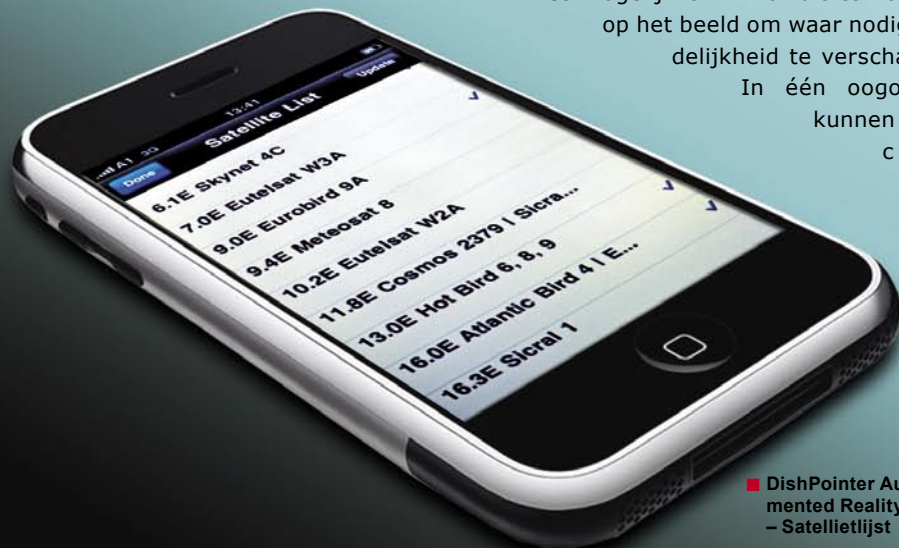 op het beeld om waar nodig
delijkheid te verscha
In één oogo
kunnen
c
A1 3G
13:41
Done
Satellite List
Update
6.1E Skynet 4C
7.0E Eutelsat W3A
9.0E Eurobird 9A
9.4E Meteosat 8
10.2E Eutelsat W2A
11.8E Cosmos 2379 | Sicra...
13.0E Hot Bird 6, 8, 9
16.0E Atlantic Bird 4 | E...
16.3E Sicral 1
DishPointer Au
mented Reality
– Satellietlijst